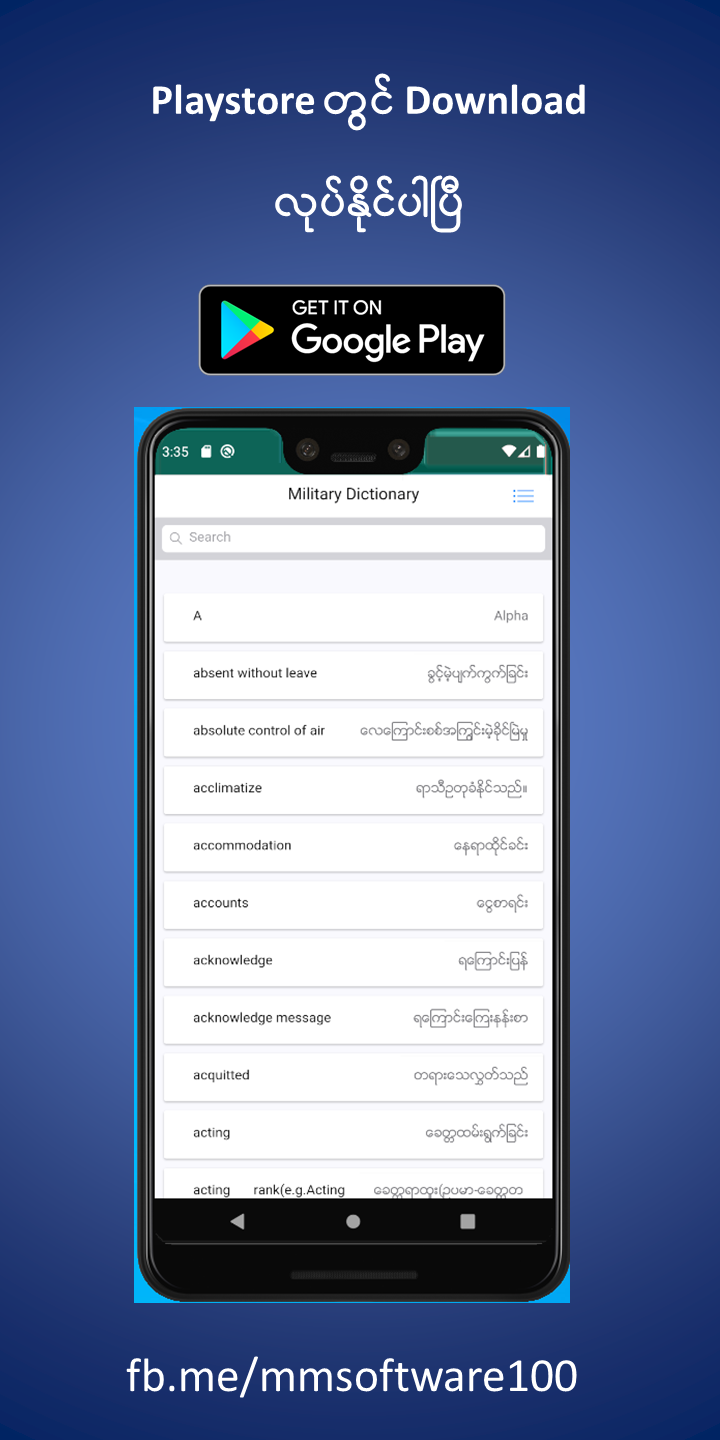 Playstore တွင် Download
လုပ်နိုင်ပါပြီ
GET IT ON
Google Play
3:35
Military Dictionary
Search
A Alpha
absent without leave ခွင့်မဲ့ပျက်ကွက်ခြင်း
absolute control of air လေကြောင်းစစ်အကြွင်းမဲ့ခိုင်မြဲမှု
acclimatize ရာသီဥတုခံနိုင်သည်။
accommodation နေရာထိုင်ခင်း
accounts ငွေစာရင်း
acknowledge ရကြောင်းပြန်
acknowledge message ရကြောင်းကြေးနန်းစာ
acquitted တရားသေလွှတ်သည်
acting ခေတ္တထမ်းရွက်ခြင်း
acting rank(e.g.Acting ခေတ္တရာထူး(ဥပမာ-ခေတ္တတ
fb.me/mmsoftware100